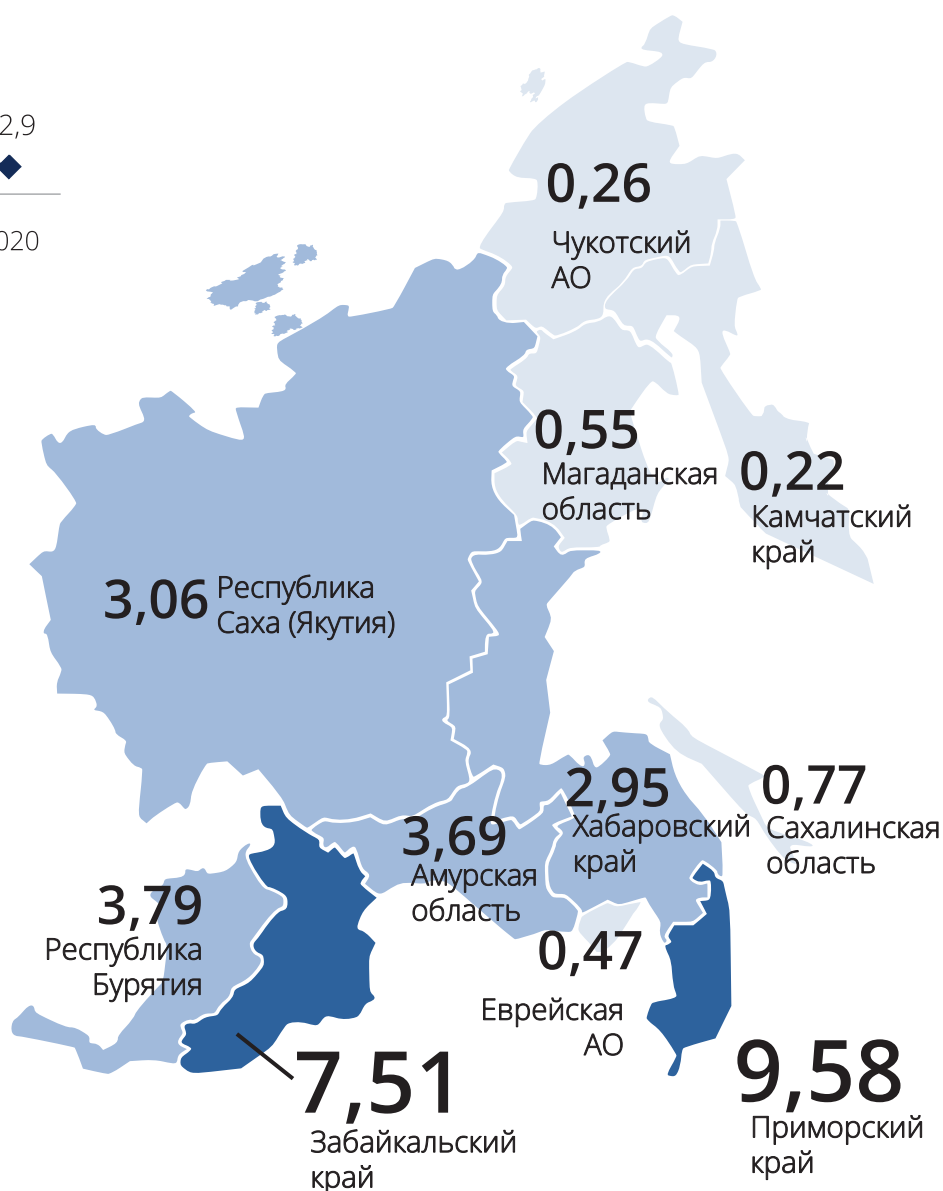 2,9
020
0,26
Чукотский
АО
0,55
Магаданская
область
0,22
Камчатский
край
3,06
Республика
Саха (Якутия)
2,95
Хабаровский
край
0,77
Сахалинская
область
3,69
Амурская
область
3,79
Республика
Бурятия
0,47
Еврейская
АО
7,51
Забайкальский
край
9,58
Приморский
край